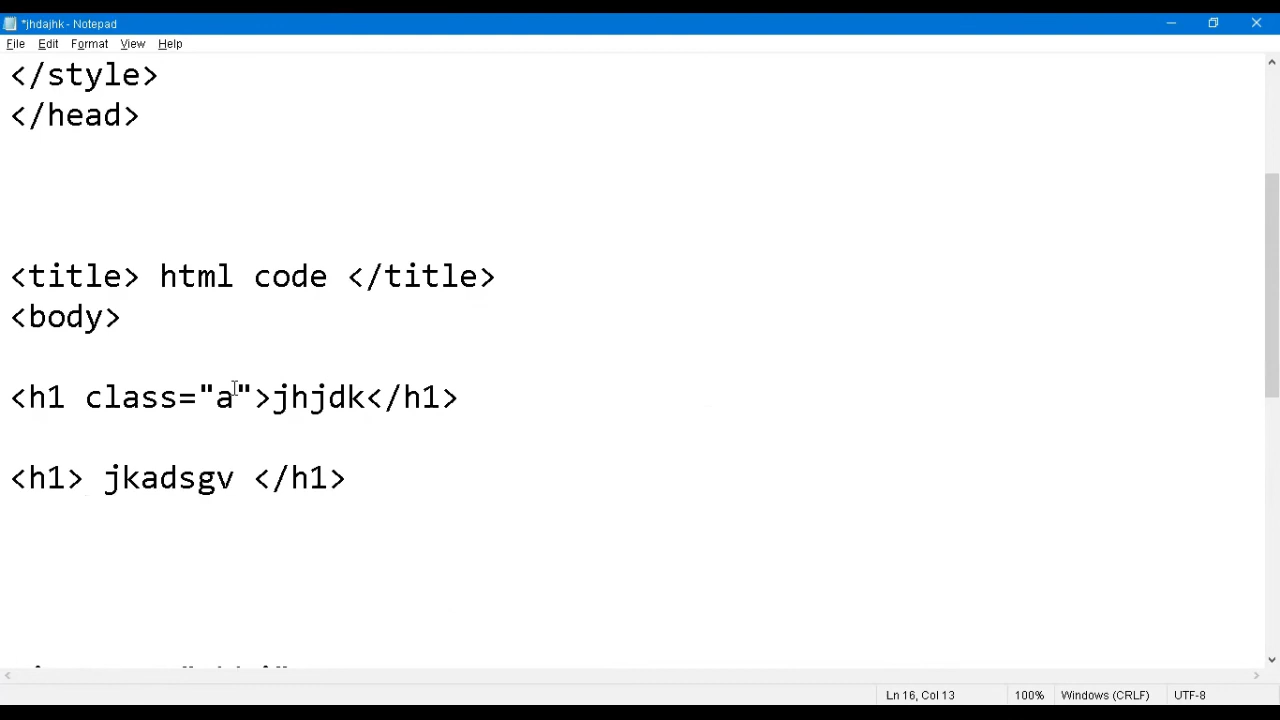 *jhdajhk - Notepad
File Edit Format View Help
</style>
</head>
<title> html code </title>
<body>
<h1 class="a">jhjdk</h1>
<h1> jkadsgv </h1>
Ln 16, Col 13 100% Windows (CRLF) UTF-8